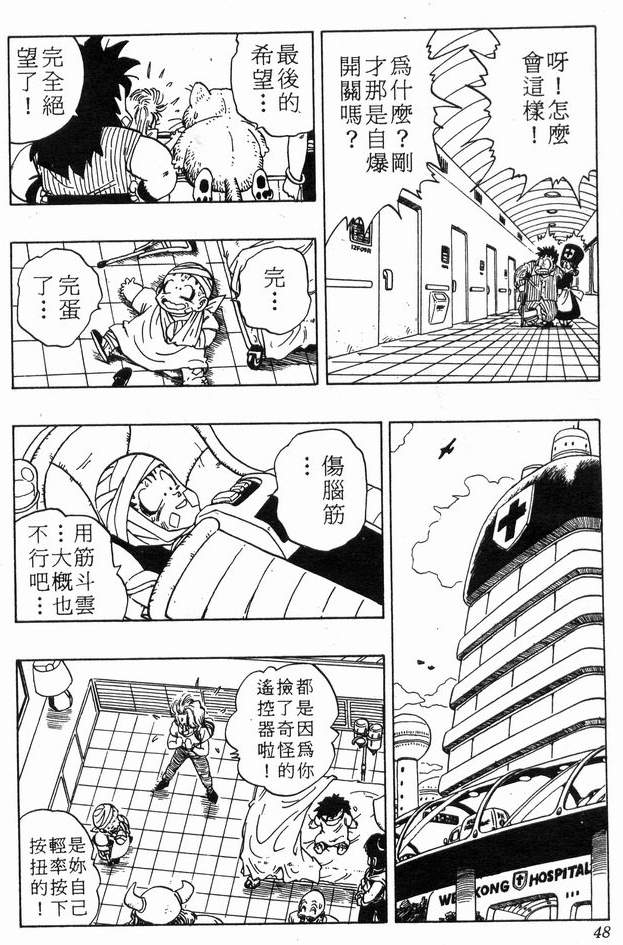 呀！怎麼
會這樣！
為什麼？剛
才那是自爆
開關嗎？
12F09R
最後的
希望…
完全絕
望了！
完…
完蛋
了…
傷腦筋
…
用筋斗雲
…大概也
不行吧…
都是因為你
撿了奇怪的
遙控器啦！
是妳自己
輕率按下
按扭的！
KONG HOSPITAL
48